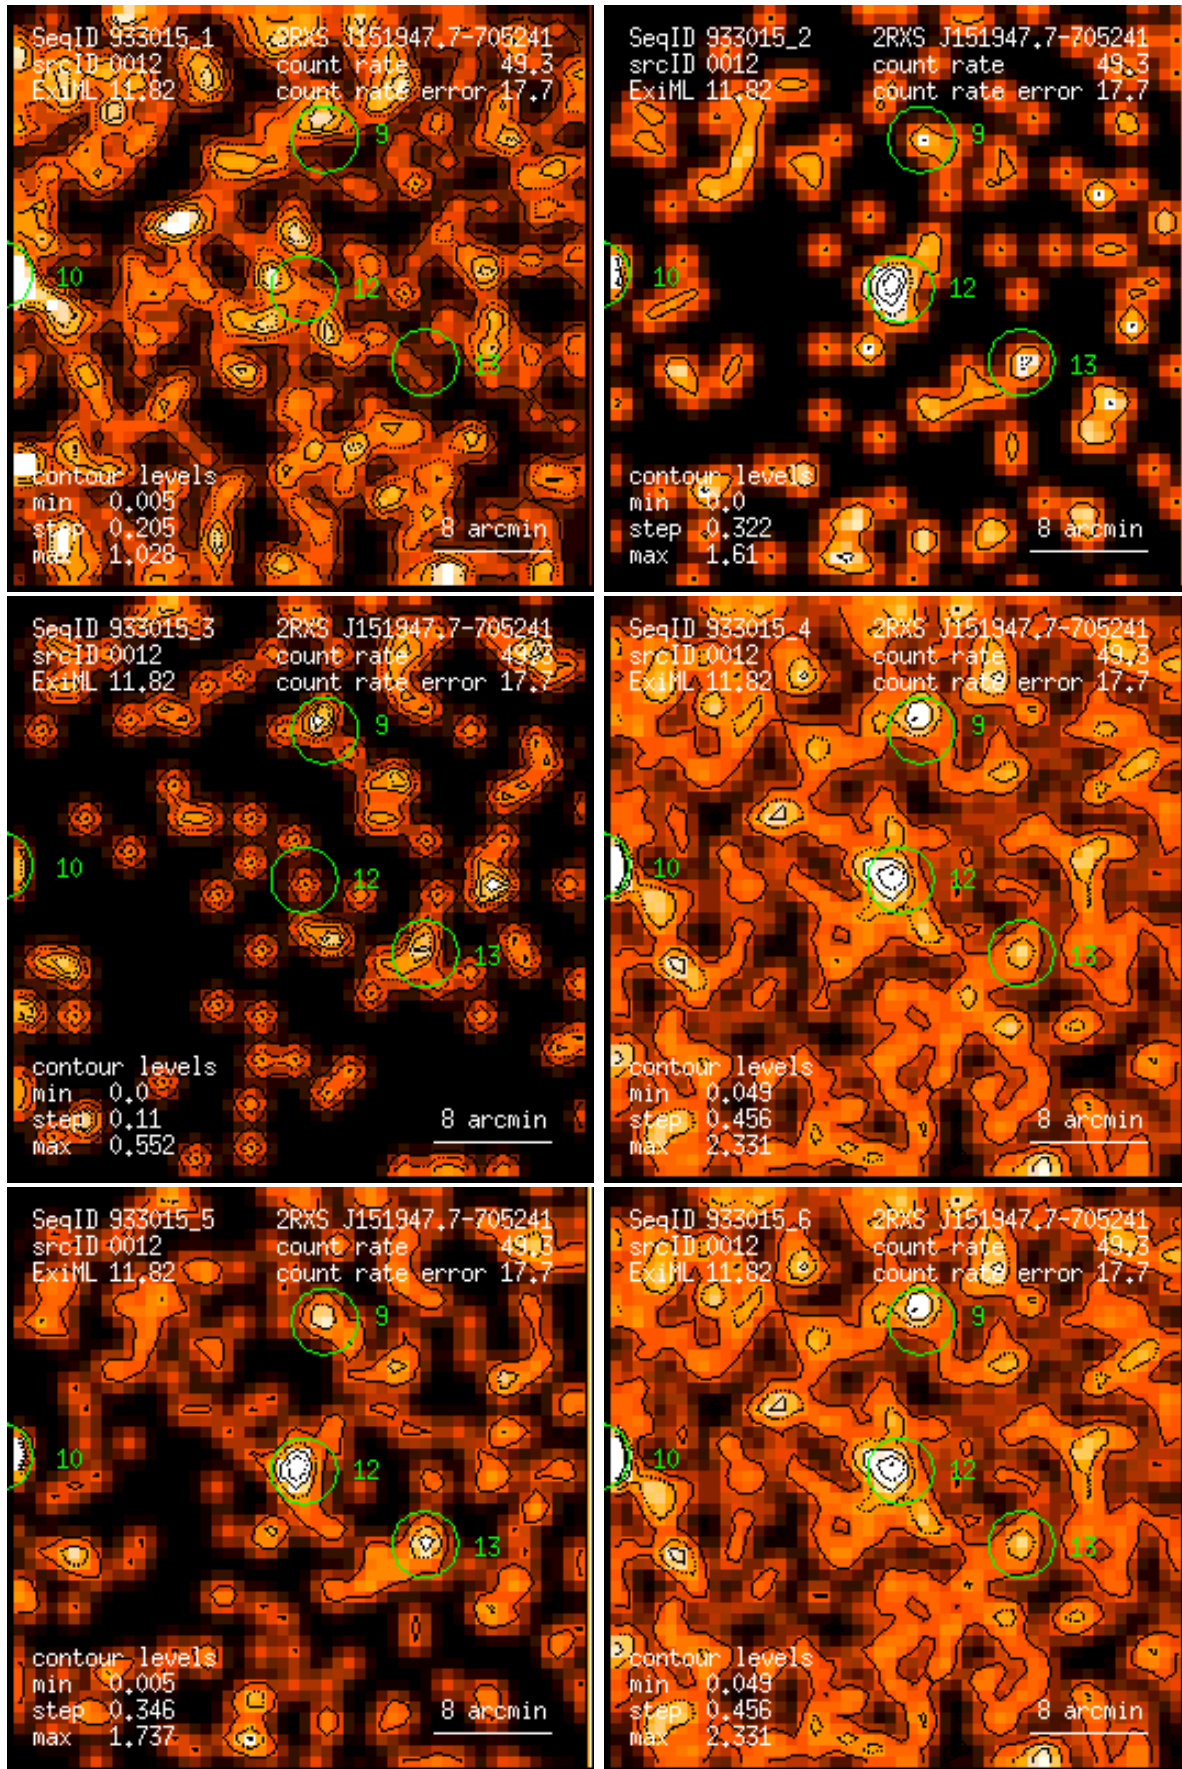 SeqID 933015_1 2RXS J151947.7-705241
srcID 0012 count rate 49.3
ExiML 11.82 count rate error 17.7
9
10
12
13
contour levels
min 0.005
step 0.205
max 1.028
8 arcmin
SeqID 933015_2 2RXS J151947.7-705241
srcID 0012 count rate 49.3
ExiML 11.82 count rate error 17.7
9
10
12
13
contour levels
min 0.0
step 0.322
max 1.61
8 arcmin
SeqID 933015_3 2RXS J151947.7-705241
srcID 0012 count rate 49.3
ExiML 11.82 count rate error 17.7
9
10
12
13
contour levels
min 0.0
step 0.11
max 0.552
8 arcmin
SeqID 933015_4 2RXS J151947.7-705241
srcID 0012 count rate 49.3
ExiML 11.82 count rate error 17.7
9
10
12
13
contour levels
min 0.049
step 0.456
max 2.331
8 arcmin
SeqID 933015_5 2RXS J151947.7-705241
srcID 0012 count rate 49.3
ExiML 11.82 count rate error 17.7
9
10
12
13
contour levels
min 0.005
step 0.346
max 1.737
8 arcmin
SeqID 933015_6 2RXS J151947.7-705241
srcID 0012 count rate 49.3
ExiML 11.82 count rate error 17.7
9
10
12
13
contour levels
min 0.049
step 0.456
max 2.331
8 arcmin